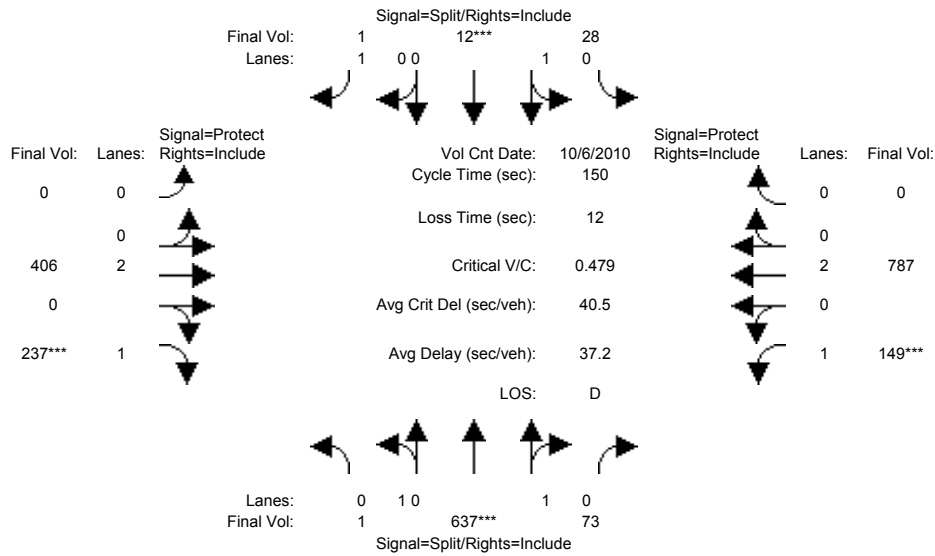 Signal=Split/Rights=Include
Final Vol: 1 12*** 28
Lanes: 1 0 0 1 0
Signal=Protect Signal=Protect
Final Vol: Lanes: Rights=Include Vol Cnt Date: 10/6/2010 Rights=Include Lanes: Final Vol:
Cycle Time (sec): 150
0 0 0 0
Loss Time (sec): 12
0 0
406 2 Critical V/C: 0.479 2 787
0 Avg Crit Del (sec/veh): 40.5 0
237*** 1 Avg Delay (sec/veh): 37.2 1 149***
LOS: D
Lanes: 0 1 0 1 0
Final Vol: 1 637*** 73
Signal=Split/Rights=Include